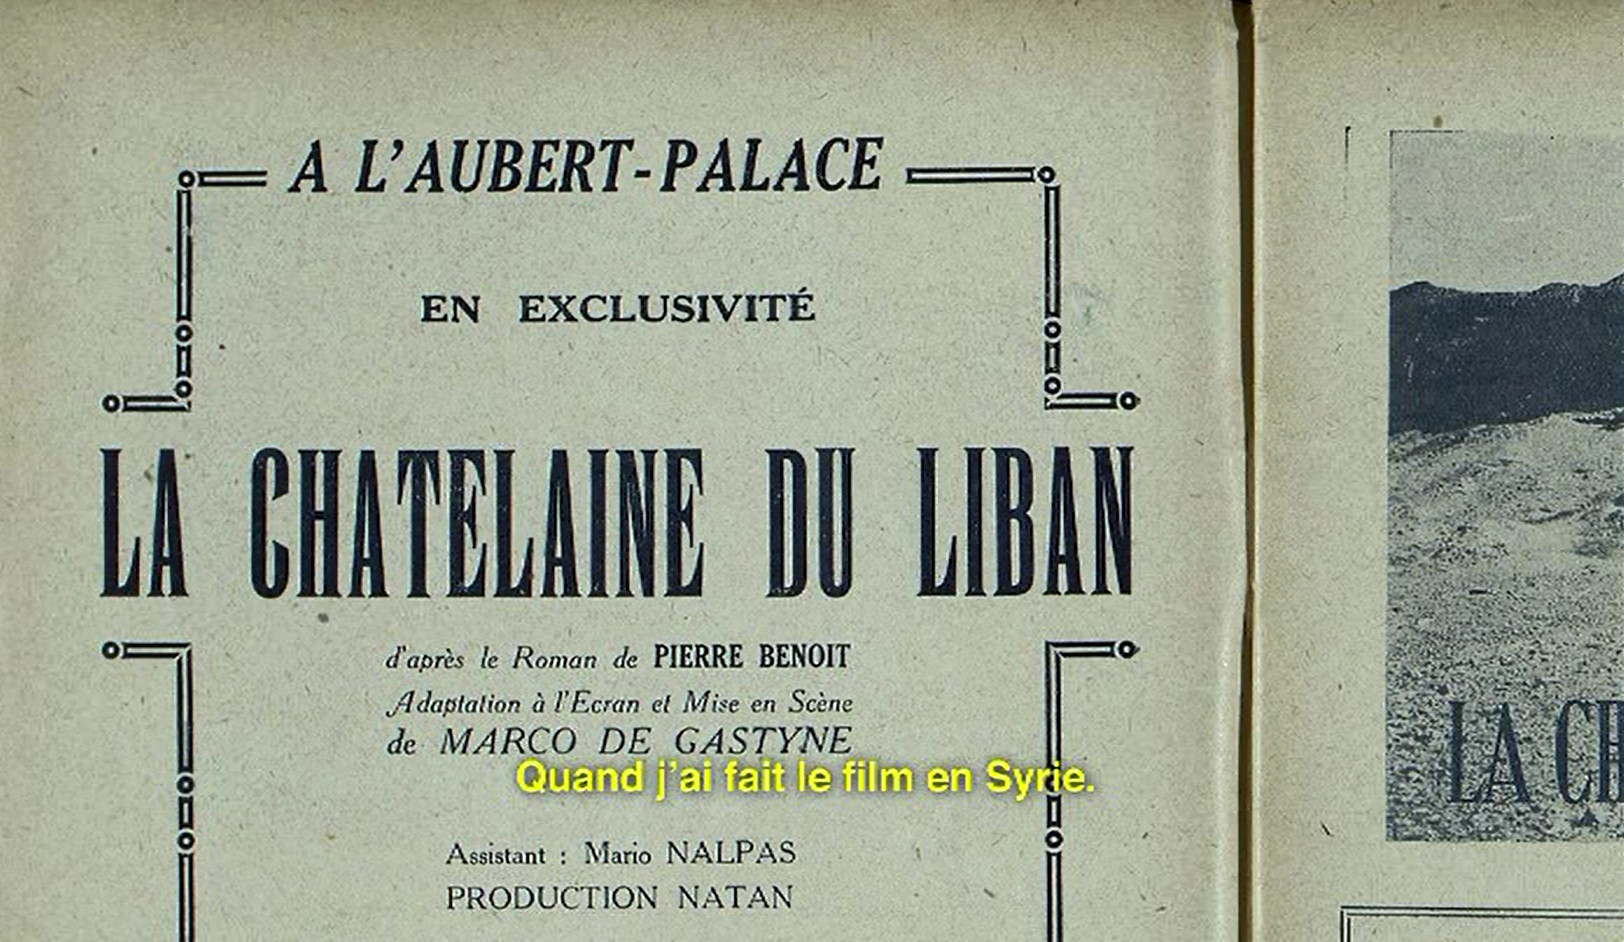 A L'AUBERT-PALACE
EN EXCLUSIVITÉ
LA CHATELAINE DU LIBAN
d'après le Roman de PIERRE BENOIT
Adaptation à l'Ecran et Mise en Scène
de MARCO DE GASTYNE
Quand j'ai fait le film en Syrie.
Assistant : Mario NALPAS
PRODUCTION NATAN
LA CH